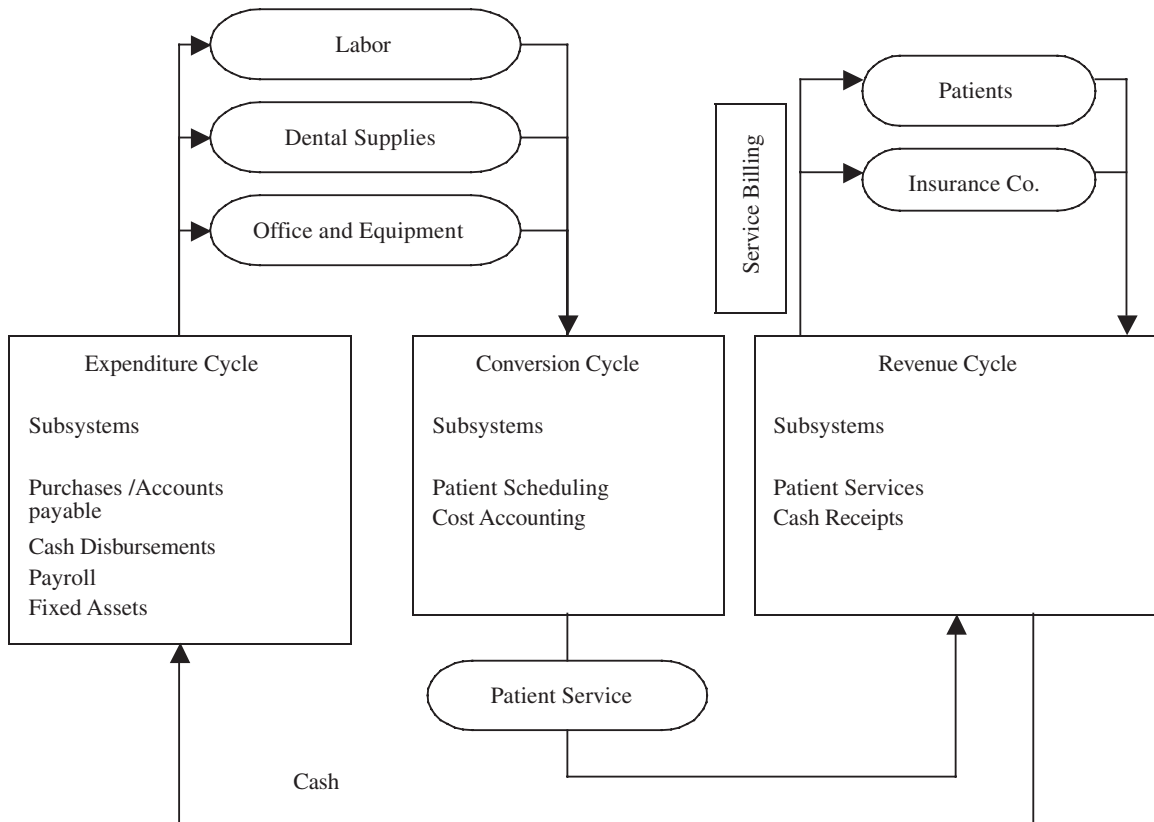 Labor
Dental Supplies
Office and Equipment
Service Billing
Patients
Insurance Co.
Expenditure Cycle
Subsystems
Purchases /Accounts
payable
Cash Disbursements
Payroll
Fixed Assets
Conversion Cycle
Subsystems
Patient Scheduling
Cost Accounting
Revenue Cycle
Subsystems
Patient Services
Cash Receipts
Patient Service
Cash